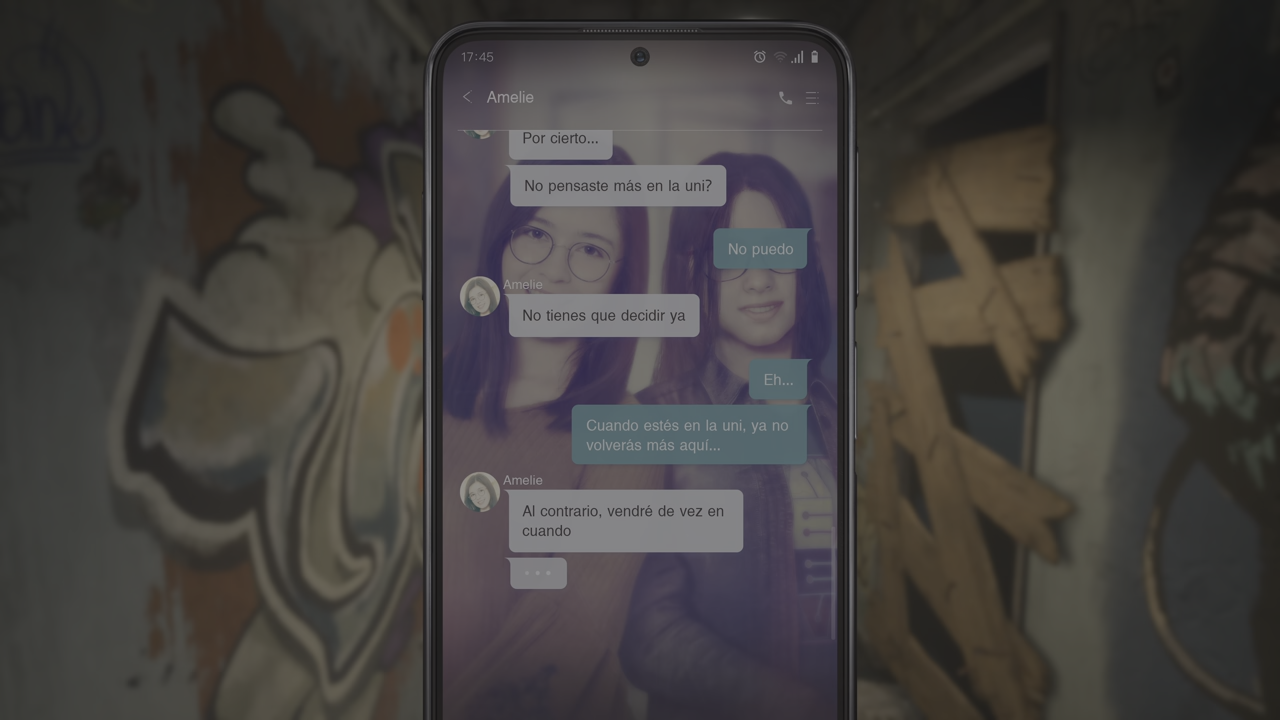 17:45
Amelie
Por cierto...
No pensaste más en la uni?
No puedo
Amelie
No tienes que decidir ya
Eh...
Cuando estés en la uni, ya no
volverás más aquí...
Amelie
Al contrario, vendré de vez en
cuando
...